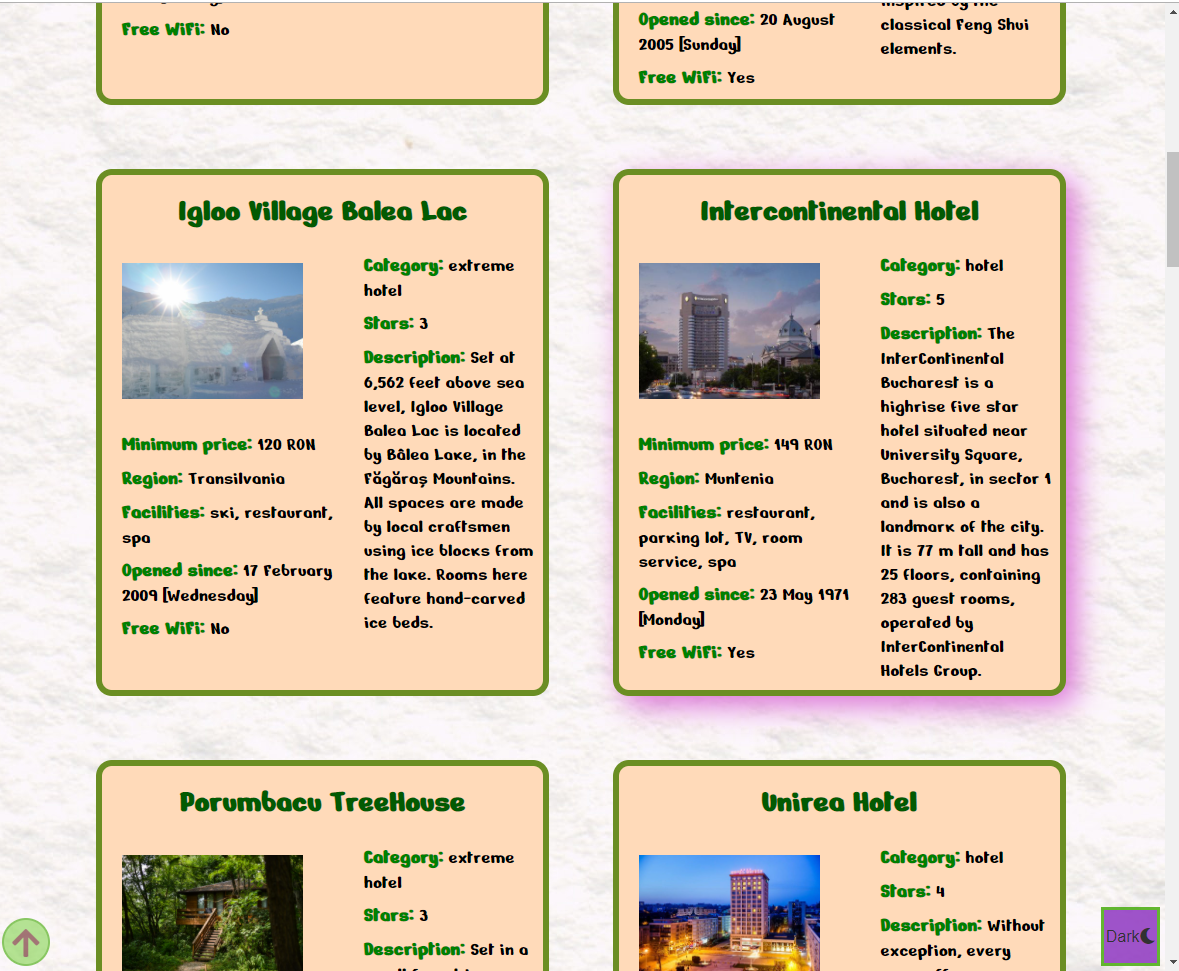 Free WiFi: No
Opened since: 20 August
2005 [Sunday]
Free WiFi: Yes
inspired by the
classical Feng Shui
elements.
Igloo Village Balea Lac
Category: extreme
hotel
Stars: 3
Description: Set at
6,562 feet above sea
level, Igloo Village
Balea Lac is located
by Bâlea Lake, in the
Făgăraș Mountains.
All spaces are made
by local craftsmen
using ice blocks from
the lake. Rooms here
feature hand-carved
ice beds.
Minimum price: 120 RON
Region: Transilvania
Facilities: ski, restaurant,
spa
Opened since: 17 February
2009 [Wednesday]
Free WiFi: No
Intercontinental Hotel
Category: hotel
Stars: 5
Description: The
InterContinental
Bucharest is a
highrise five star
hotel situated near
University Square,
Bucharest, in sector 1
and is also a
landmark of the city.
It is 77 m tall and has
25 floors, containing
283 guest rooms,
operated by
InterContinental
Hotels Group.
Minimum price: 149 RON
Region: Muntenia
Facilities: restaurant,
parking lot, TV, room
service, spa
Opened since: 23 May 1971
[Monday]
Free WiFi: Yes
Porumbacu TreeHouse
Category: extreme
hotel
Stars: 3
Description: Set in a
Unirea Hotel
Category: hotel
Stars: 4
Description: Without
exception, every
Dark